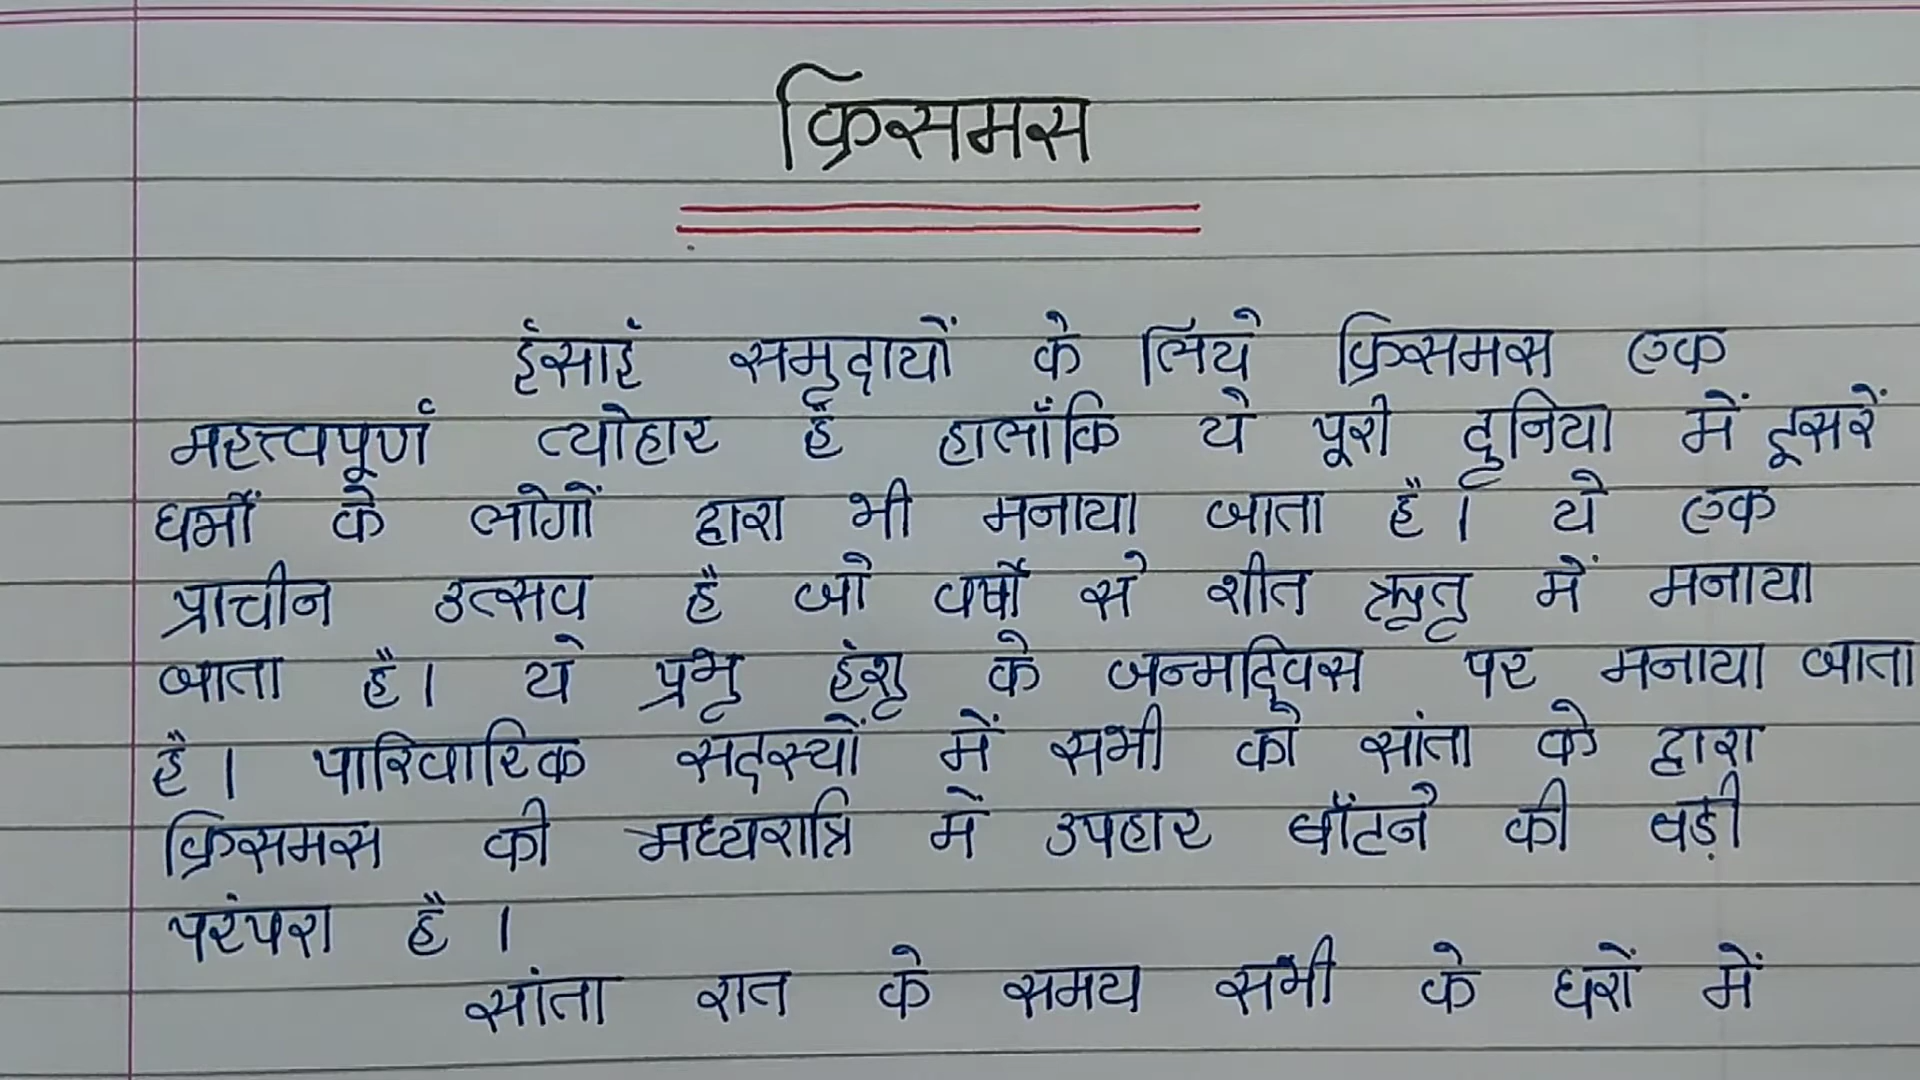 क्रिसमस
ईसाई समुदायों के लिये क्रिसमस एक
महत्त्वपूर्ण त्योहार है हालाँकि ये पूरी दुनिया में दूसरें
धर्मों के लोगों द्वारा भी मनाया जाता है। ये एक
प्राचीन उत्सव है जो वर्षों से शीत ऋतु में मनाया
जाता है। ये प्रभु ईशु के जन्मदिवस पर मनाया जाता
है। पारिवारिक सदस्यों में सभी को सांता के द्वारा
क्रिसमस की मध्यरात्रि में उपहार बाँटने की बड़ी
परंपरा है।
सांता रात के समय सभी के घरों में